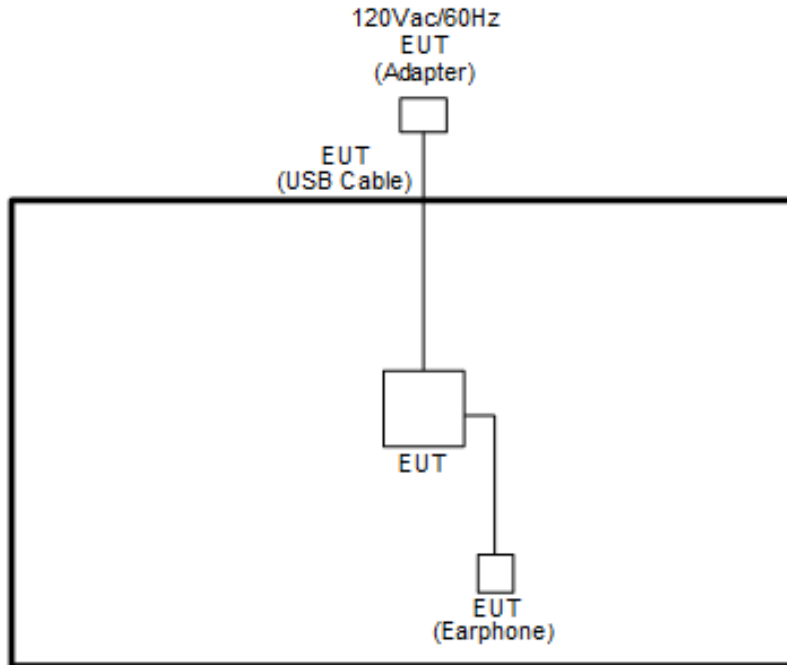 120Vac/60Hz
EUT
(Adapter)
EUT
(USB Cable)
EUT
EUT
(Earphone)